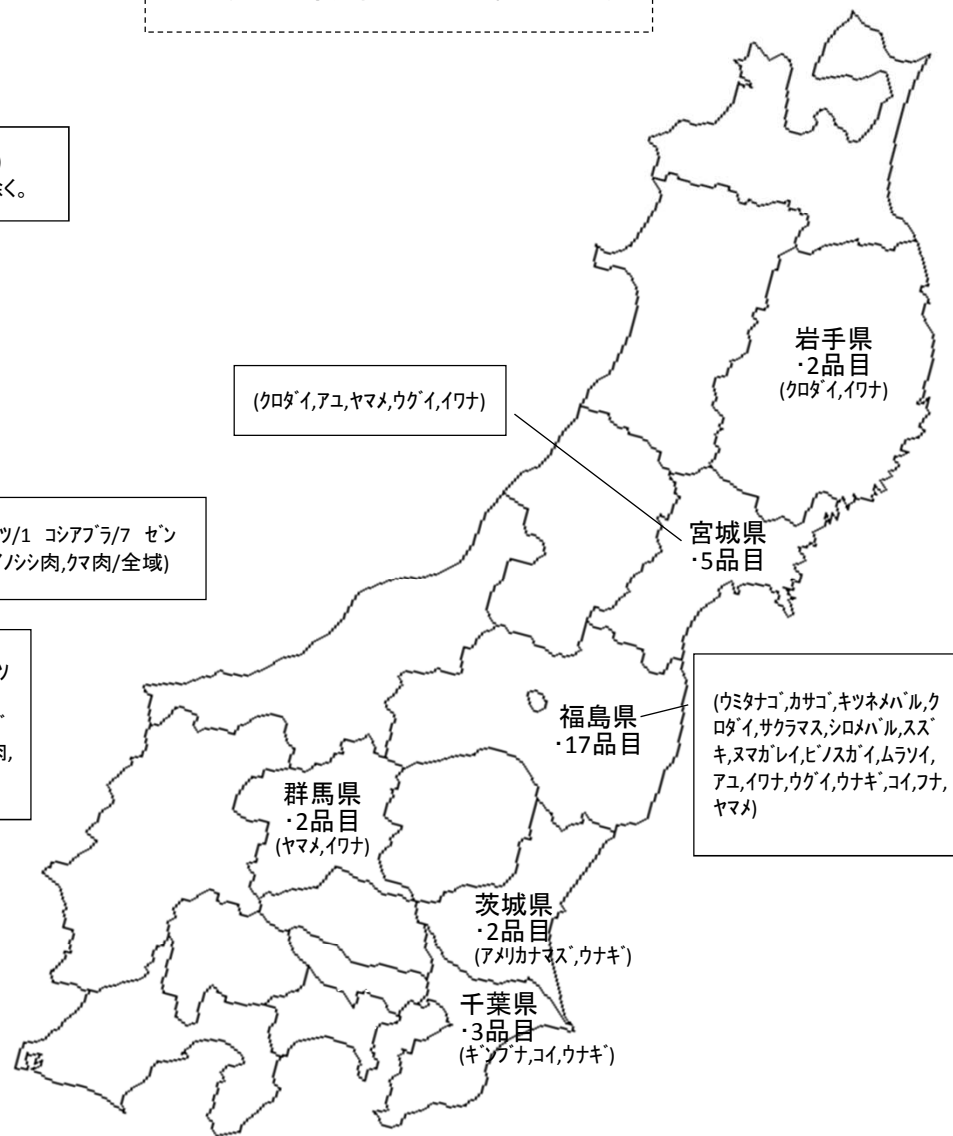 く。
岩手県
・2品目
(クロダイ,イワナ)
(クロダイ,アユ,ヤマメ,ウグイ,イワナ)
ツ/1 コシアブラ/7 ゼン
ノシシ肉,クマ肉/全域)
宮城県
・5品目
ツ
肉,
福島県
・17品目
(ウミタナゴ,カサゴ,キツネメバル,ク
ロダイ,サクラマス,シロメバル,スズ
キ,ヌマガレイ,ビノスガイ,ムラソイ,
アユ,イワナ,ウグイ,ウナギ,コイ,フナ,
ヤマメ)
群馬県
・2品目
(ヤマメ,イワナ)
茨城県
・2品目
(アメリカナマズ,ウナギ)
千葉県
・3品目
(ギンブナ,コイ,ウナギ)